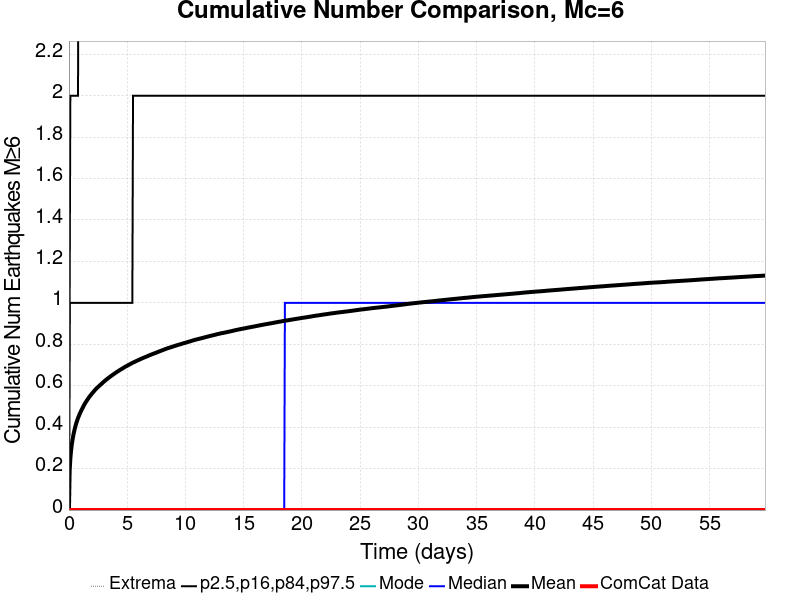 Cumulative Number Comparison, Mc=6
Cumulative Num Earthquakes M≥6
2.2
2
1.8
1.6
1.4
1.2
1
0.8
0.6
0.4
0.2
0
0 5 10 15 20 25 30 35 40 45 50 55
Time (days)
Extrema p2.5,p16,p84,p97.5 Mode Median Mean ComCat Data